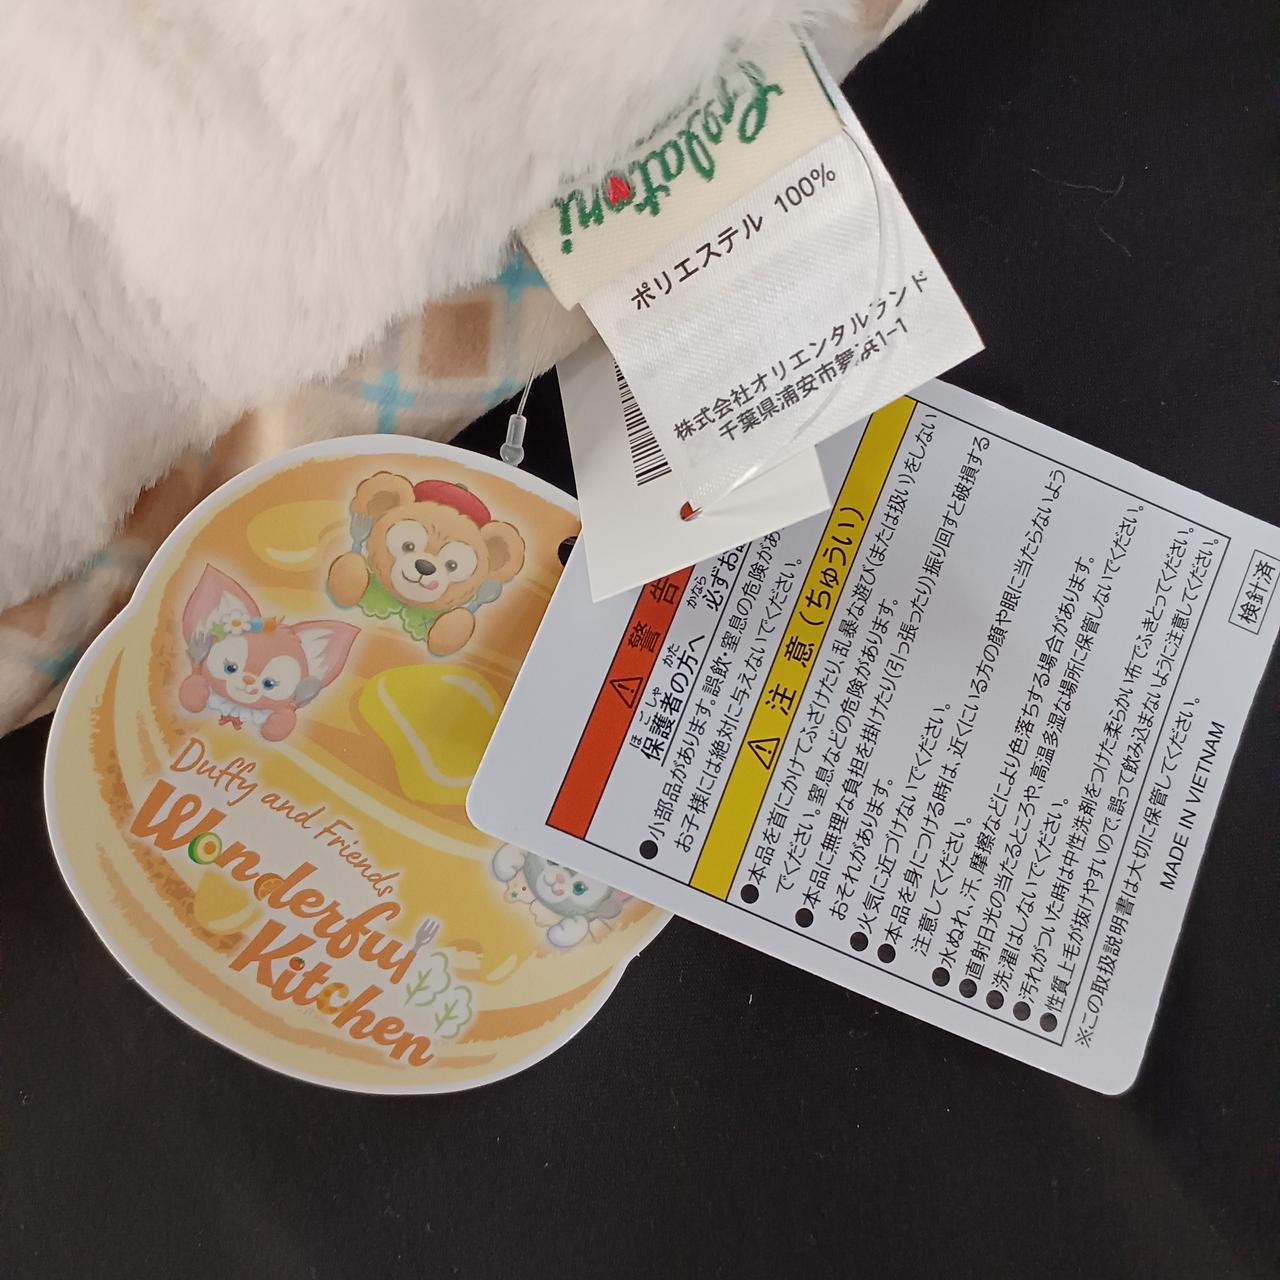 Gelatoni
ポリエステル 100%
株式会社オリエンタルランド
千葉県浦安市舞浜1-1
Duffy and Friends
Wonderful
Kitchen
警告
保護者の方へ
ほごしゃ かた
かなら
必ずお
●小部品があります。誤飲、窒息の危険があ
お子様には絶対に与えないでください。
注意(ちゅうい)
●本品を首にかけてふざけたり、乱暴な遊び(または扱い)をしない
でください。窒息などの危険があります。
●本品に無理な負担を掛けたり(引っ張ったり)振り回すと破損する
おそれがあります。
●火気に近づけないでください。
●本品を身につける時は、近くにいる方の顔や眼に当たらないよう
注意してください。
●水ぬれ、汗、摩擦などにより色落ちする場合があります。
●直射日光の当たるところや、高温多湿な場所に保管しないでください。
●洗濯はしないでください。
●汚れがついた時は中性洗剤をつけた柔らかい布でふきとってください。
●性質上毛が抜けやすいので、誤って飲み込まないように注意してください。
※この取扱説明書は大切に保管してください。
MADE IN VIETNAM
検針済